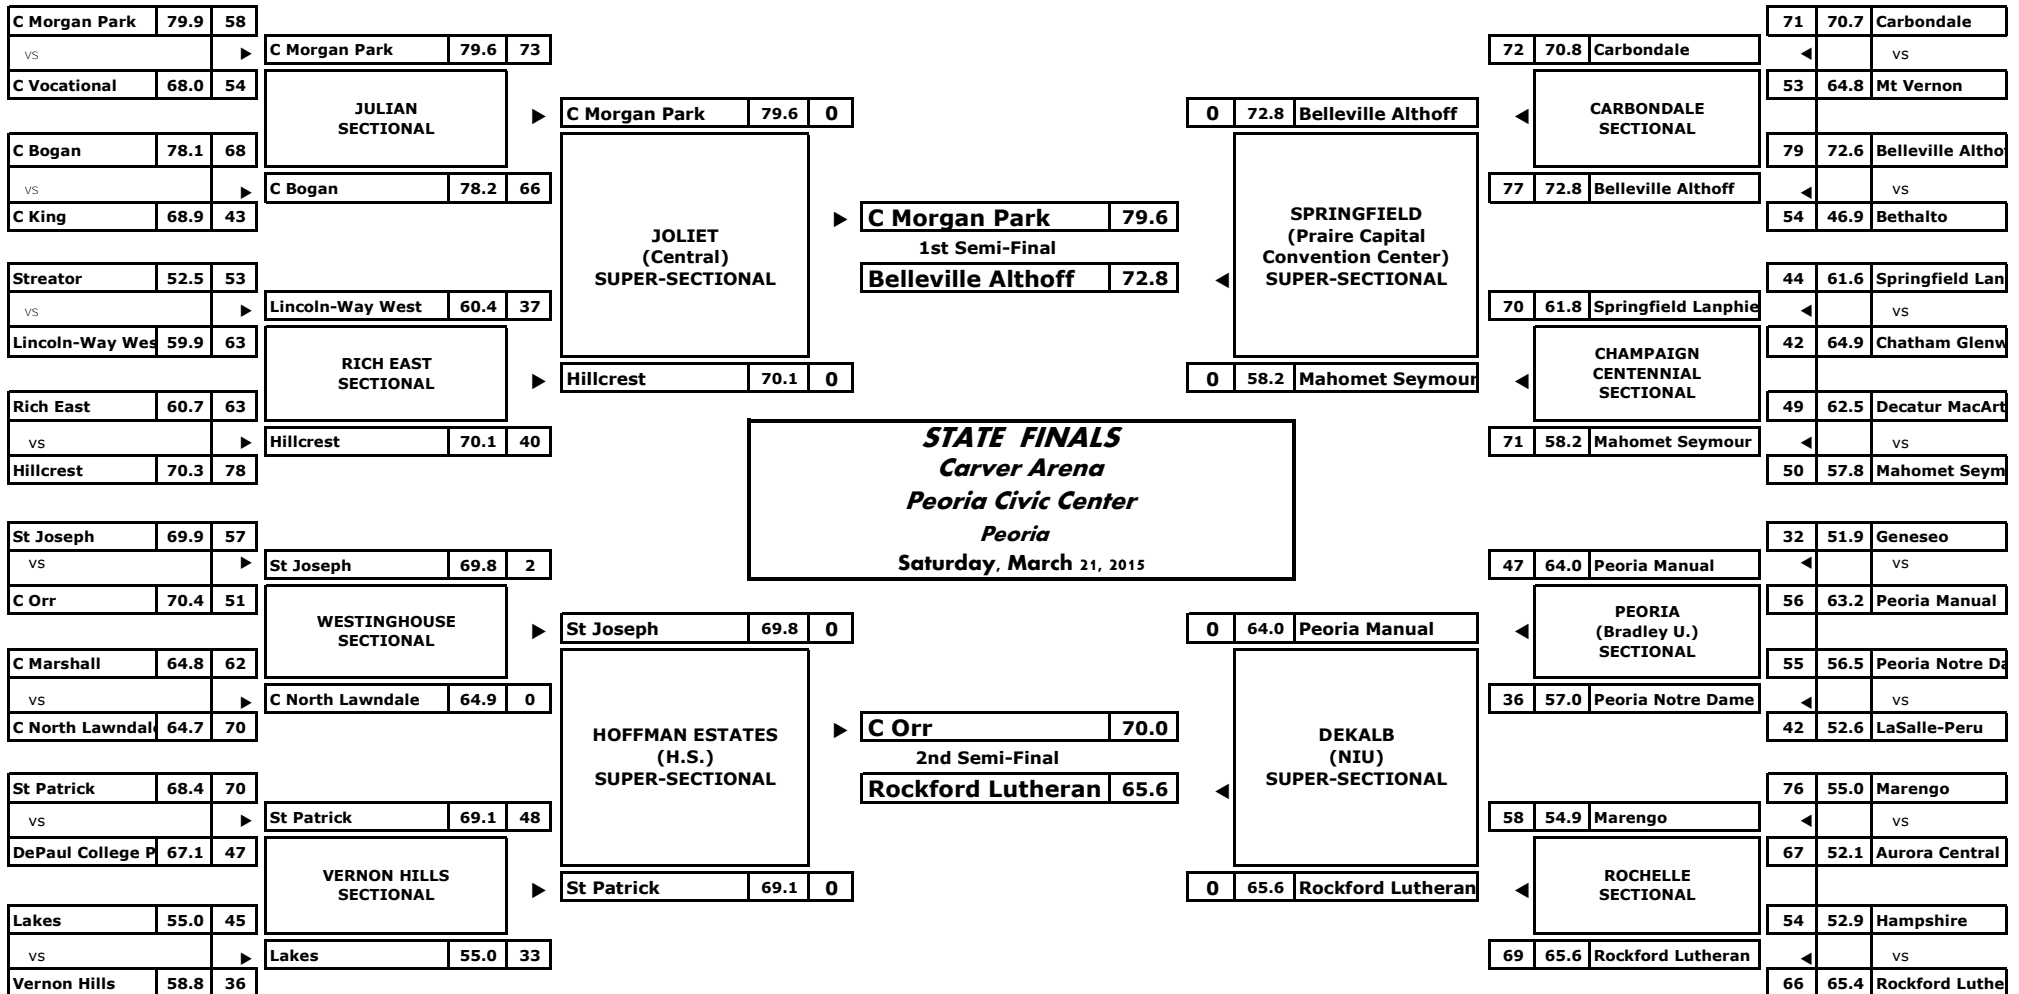 C Morgan Park 79.9 58
vs
C Vocational 68.0 54
C Bogan 78.1 68
vs
C King 68.9 43
Streator 52.5 53
vs
Lincoln-Way Wes 59.9 63
Rich East 60.7 63
vs
Hillcrest 70.3 78
St Joseph 69.9 57
vs
C Orr 70.4 51
C Marshall 64.8 62
vs
C North Lawndale 64.7 70
St Patrick 68.4 70
vs
DePaul College P 67.1 47
Lakes 55.0 45
vs
Vernon Hills 58.8 36
C Morgan Park 79.6 73
JULIAN
SECTIONAL
C Bogan 78.2 66
Lincoln-Way West 60.4 37
RICH EAST
SECTIONAL
Hillcrest 70.1 40
St Joseph 69.8 2
WESTINGHOUSE
SECTIONAL
C North Lawndale 64.9 0
St Patrick 69.1 48
VERNON HILLS
SECTIONAL
Lakes 55.0 33
C Morgan Park 79.6 0
JOLIET
(Central)
SUPER-SECTIONAL
Hillcrest 70.1 0
St Joseph 69.8 0
HOFFMAN ESTATES
(H.S.)
SUPER-SECTIONAL
St Patrick 69.1 0
C Morgan Park 79.6
1st Semi-Final
Belleville Althoff 72.8
STATE FINALS
Carver Arena
Peoria Civic Center
Peoria
Saturday, March 21, 2015
C Orr 70.0
2nd Semi-Final
Rockford Lutheran 65.6
0 72.8 Belleville Althoff
SPRINGFIELD
(Praire Capital
Convention Center)
SUPER-SECTIONAL
0 58.2 Mahomet Seymour
0 64.0 Peoria Manual
DEKALB
(NIU)
SUPER-SECTIONAL
0 65.6 Rockford Lutheran
72 70.8 Carbondale
CARBONDALE
SECTIONAL
77 72.8 Belleville Althoff
70 61.8 Springfield Lanphie
CHAMPAIGN
CENTENNIAL
SECTIONAL
71 58.2 Mahomet Seymour
47 64.0 Peoria Manual
PEORIA
(Bradley U.)
SECTIONAL
36 57.0 Peoria Notre Dame
58 54.9 Marengo
ROCHELLE
SECTIONAL
69 65.6 Rockford Lutheran
71 70.7 Carbondale
vs
53 64.8 Mt Vernon
79 72.6 Belleville Altho
vs
54 46.9 Bethalto
44 61.6 Springfield Lan
vs
42 64.9 Chatham Glenw
49 62.5 Decatur MacArt
vs
50 57.8 Mahomet Seym
32 51.9 Geneseo
vs
56 63.2 Peoria Manual
55 56.5 Peoria Notre Da
vs
42 52.6 LaSalle-Peru
76 55.0 Marengo
vs
67 52.1 Aurora Central
54 52.9 Hampshire
vs
66 65.4 Rockford Luthe